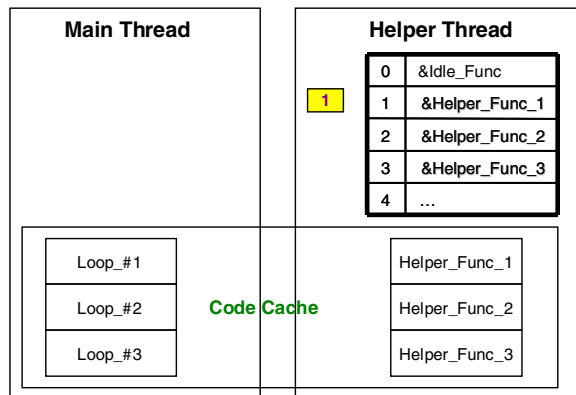 Main Thread
Helper Thread
0 &Idle_Func
1
1 &Helper_Func_1
2 &Helper_Func_2
3 &Helper_Func_3
4 ...
Loop_#1
Helper_Func_1
Loop_#2
Code Cache
Helper_Func_2
Loop_#3
Helper_Func_3